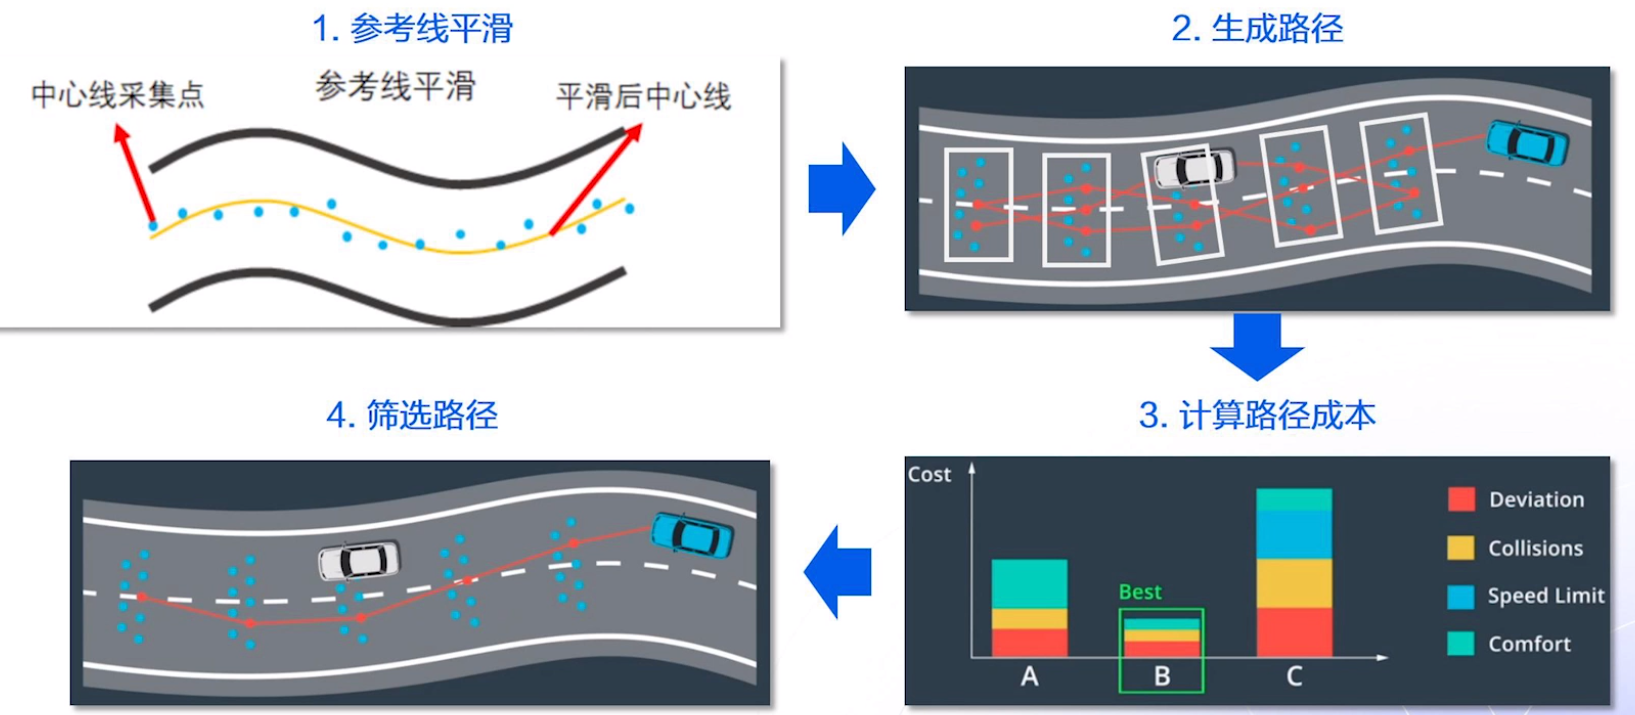 1. 参考线平滑
中心线采集点
参考线平滑
平滑后中心线
2. 生成路径
3. 计算路径成本
Cost
Best
A
B
C
Deviation
Collisions
Speed Limit
Comfort
4. 筛选路径